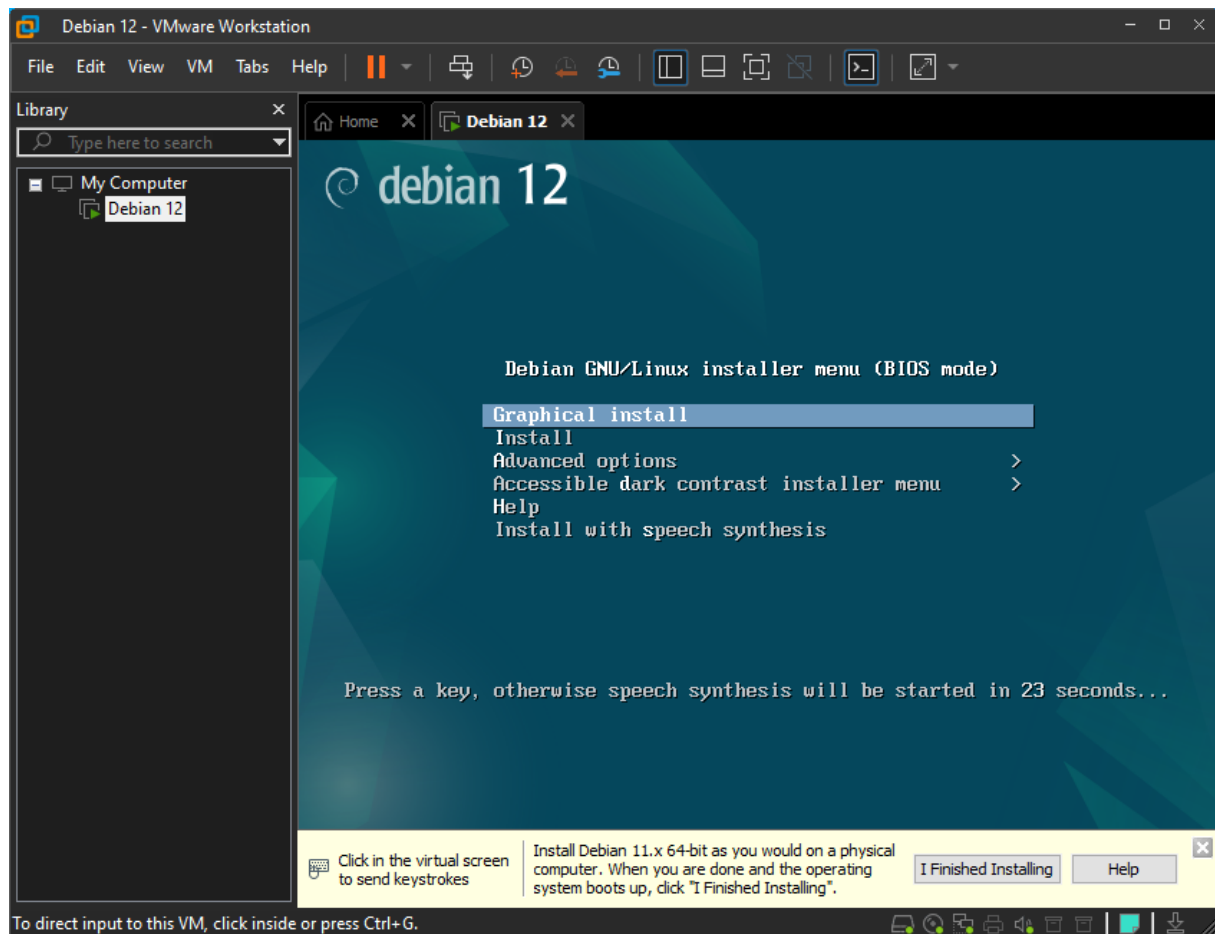 Debian 12 - VMware Workstation
File Edit View VM Tabs Help
Library
Type here to search
My Computer
Debian 12
Home
Debian 12
debian 12
Debian GNU/Linux installer menu (BIOS mode)
Graphical install
Install
Advanced options >
Accessible dark contrast installer menu >
Help
Install with speech synthesis
Press a key, otherwise speech synthesis will be started in 23 seconds...
Click in the virtual screen
to send keystrokes
Install Debian 11.x 64-bit as you would on a physical
computer. When you are done and the operating
system boots up, click "I Finished Installing".
I Finished Installing
Help
To direct input to this VM, click inside or press Ctrl+G.